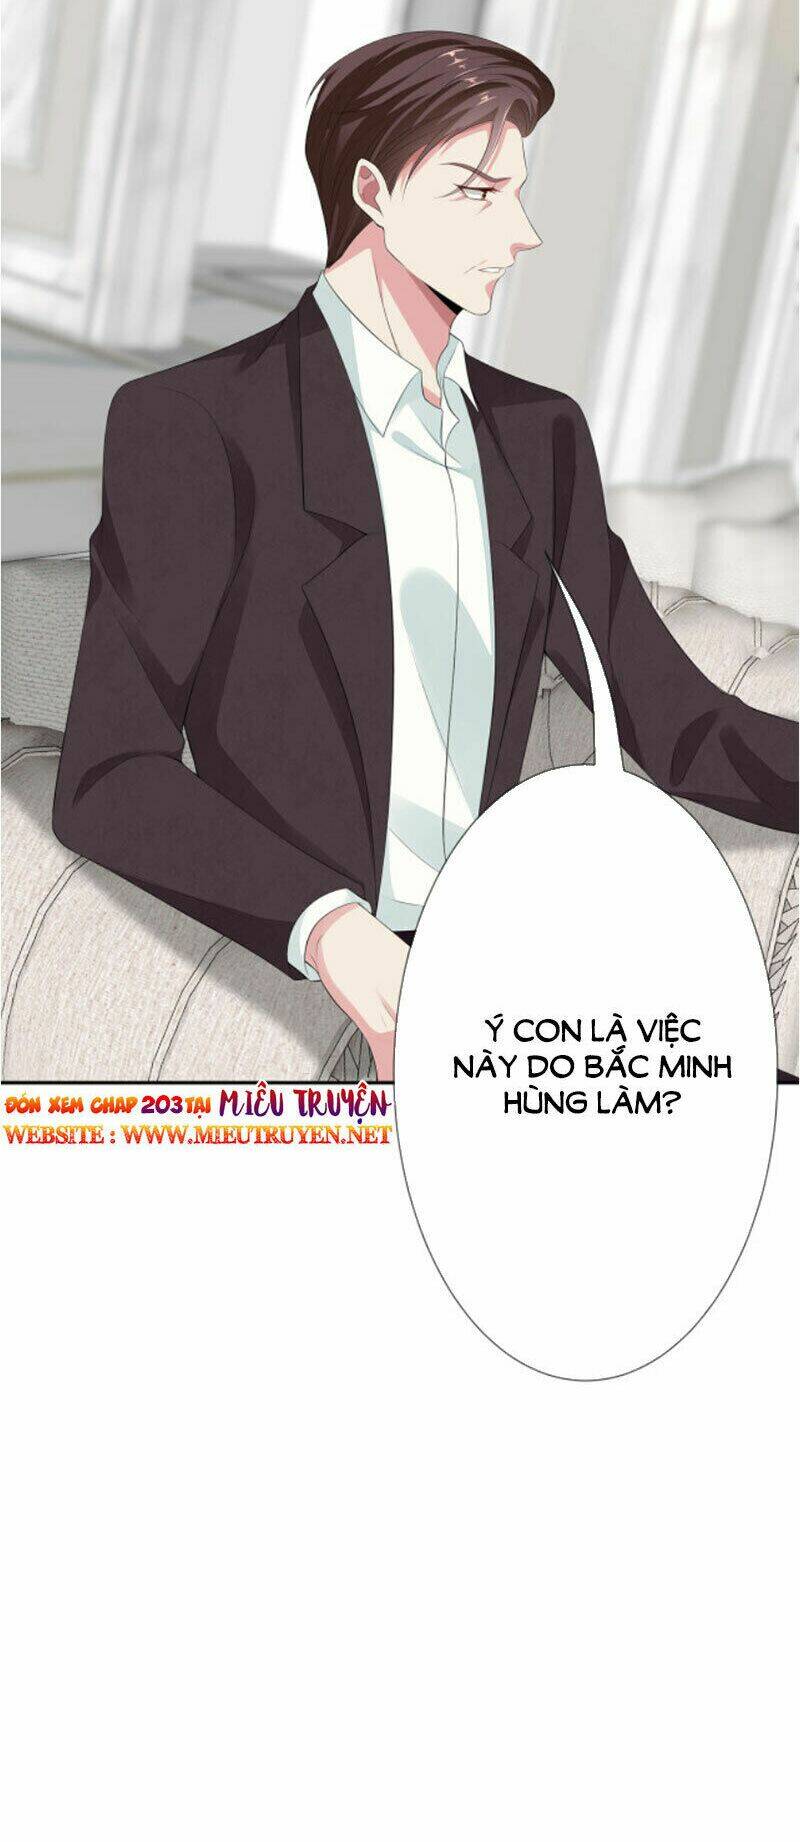 Ý CON LÀ VIỆC
NÀY DO BẮC MINH
HÙNG LÀM?
ĐÓN XEM CHAP 203 TẠI MIÊU TRUYỆN
WEBSITE : WWW.MIEUTRUYEN.NET